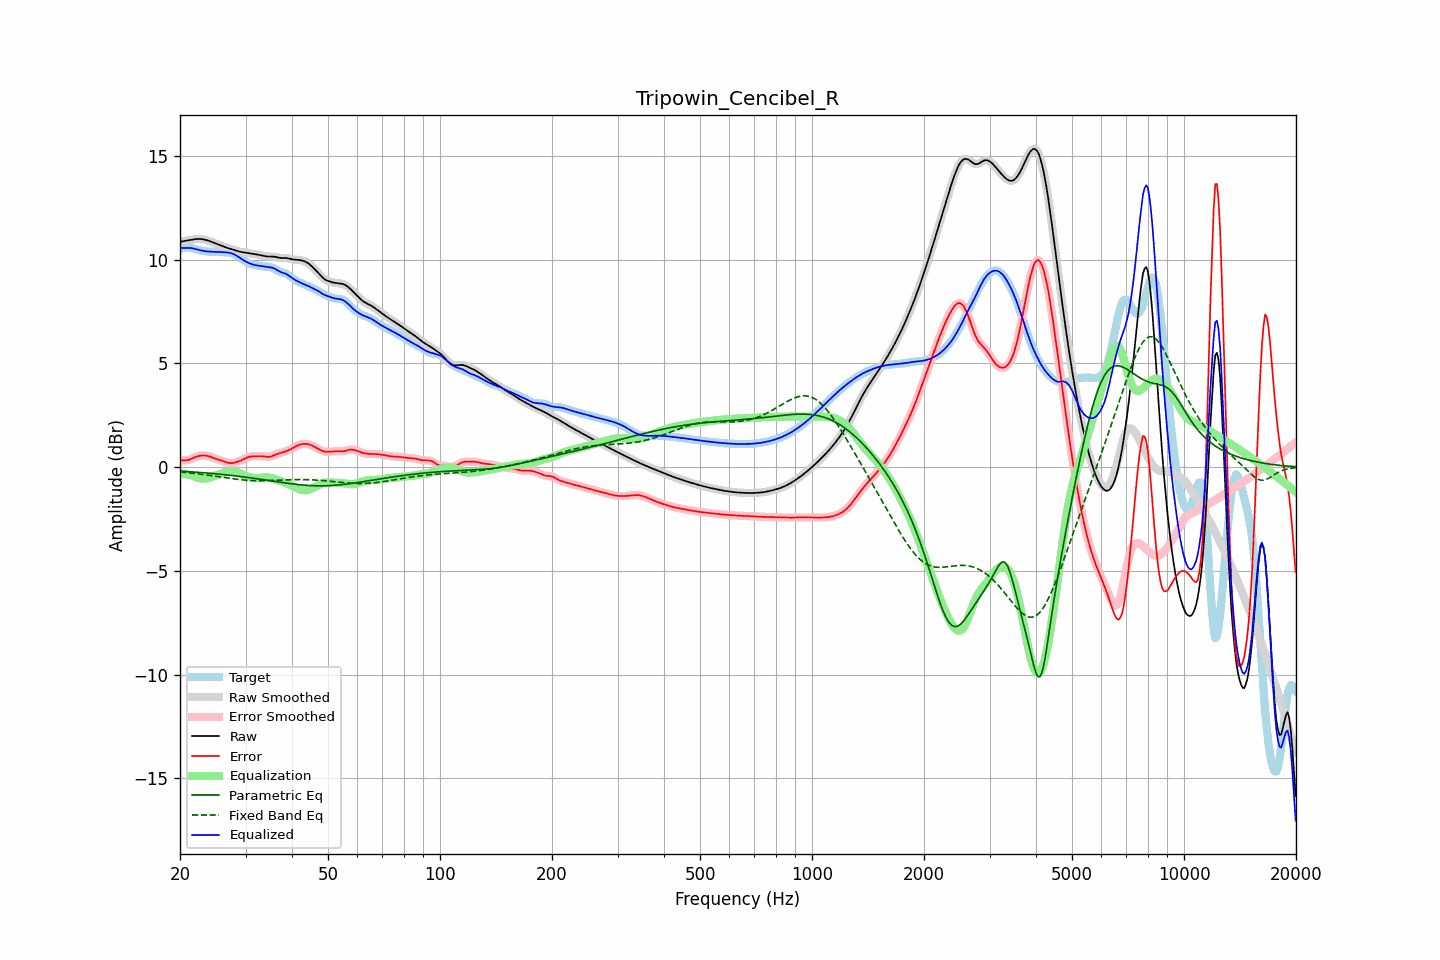 Tripowin_Cencibel_R
Amplitude (dBr)
15
10
5
0
−5
−10
−15
Target
Raw Smoothed
Error Smoothed
Raw
Error
Equalization
Parametric Eq
Fixed Band Eq
Equalized
20 50 100 200 500 1000 2000 5000 10000 20000
Frequency (Hz)